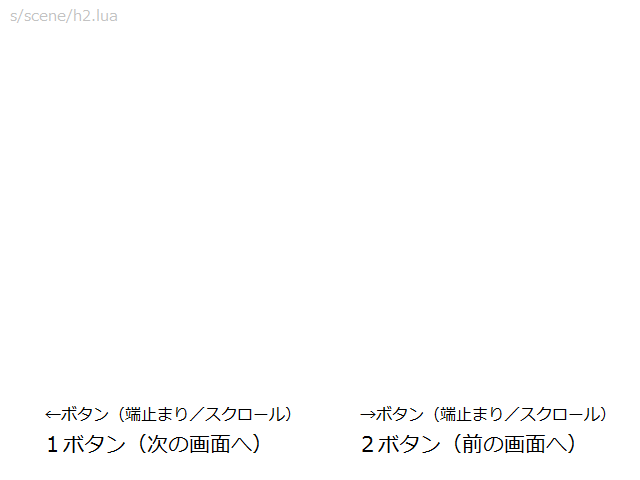 s/scene/h2.lua
←ボタン（端止まり／スクロール）
→ボタン（端止まり／スクロール）
１ボタン（次の画面へ）
２ボタン（前の画面へ）